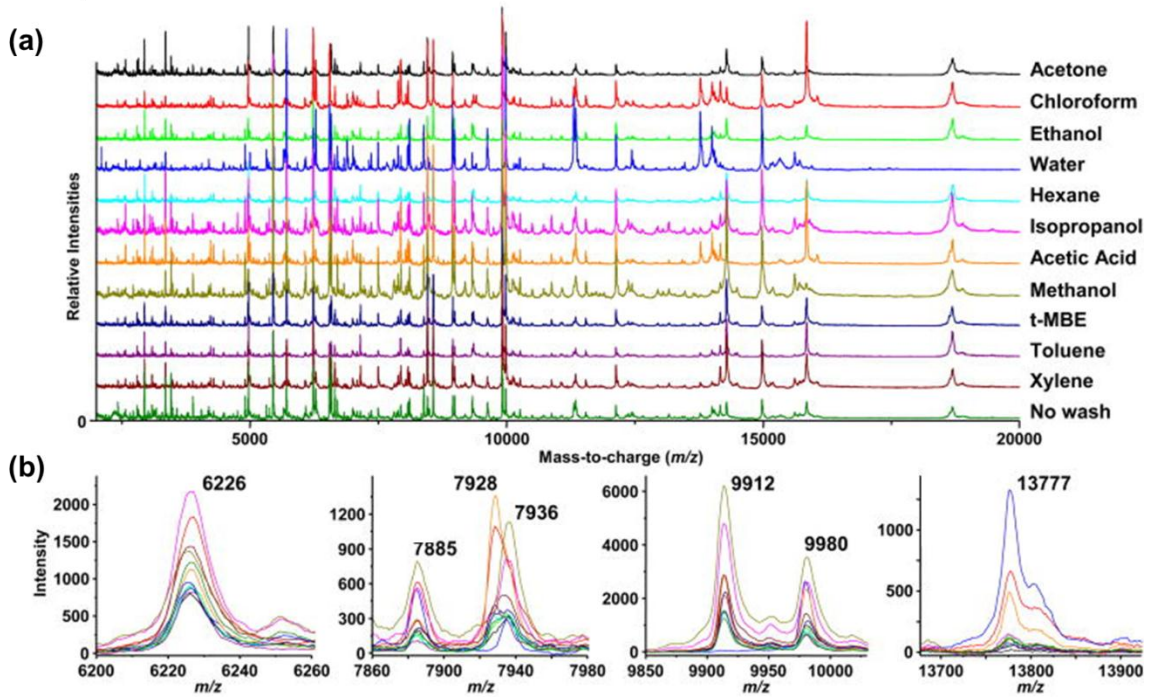 (a)
Relative Intensities
Acetone
Chloroform
Ethanol
Water
Hexane
Isopropanol
Acetic Acid
Methanol
t-MBE
Toluene
Xylene
No wash
0
5000 10000 15000 20000
Mass-to-charge (m/z)
(b)
Intensity
2000
1500
1000
500
0
6226
6200 6220 6240 6260
m/z
1200
900
600
300
0
7885
7928
7936
7860 7900 7940 7980
m/z
6000
4000
2000
0
9912
9980
9850 9900 9950 10000
m/z
1000
500
0
13777
13700 13800 13900
m/z